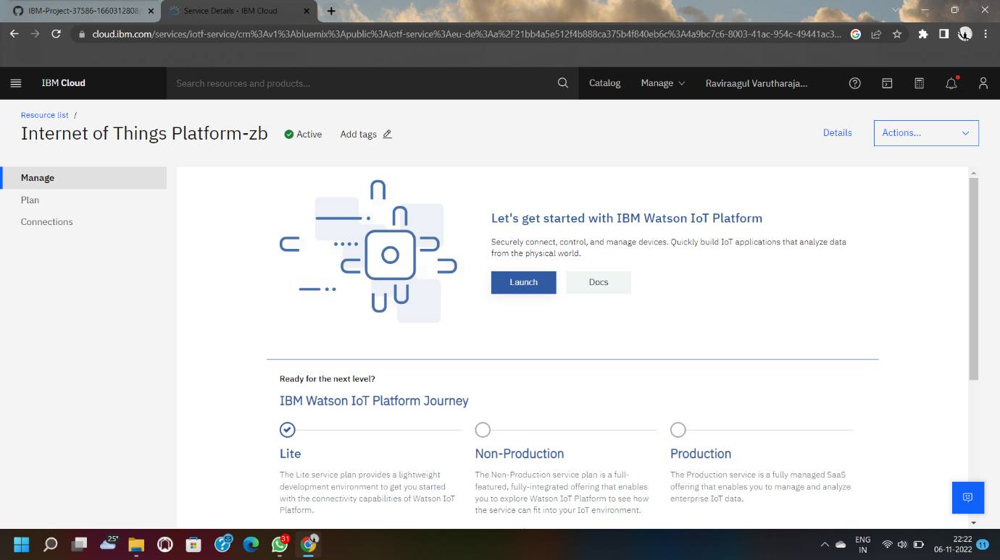 IBM-Project-37586-1660312808/
Service Details - IBM Cloud
cloud.ibm.com/services/iotf-service/crn%3Av1%3Abluemix%3Apublic%3Aiotf-service%3Aeu-de%3Aa%2F21bb4a5e512f4b888ca375b4f840eb6c%3A4a9bc7c6-8003-41ac-954c-49441ac3...
IBM Cloud
Search resources and products...
Catalog
Manage
Raviraagul Varutharaja...
Resource list /
Internet of Things Platform-zb
Active
Add tags
Details
Actions...
Manage
Plan
Connections
Let's get started with IBM Watson IoT Platform
Securely connect, control, and manage devices. Quickly build IoT applications that analyze data
from the physical world.
Launch
Docs
Ready for the next level?
IBM Watson IoT Platform Journey
Lite
The Lite service plan provides a lightweight
development environment to get you started
with the connectivity capabilities of Watson IoT
Platform.
Non-Production
The Non-Production service plan is a full-
featured, fully-integrated offering that enables
you to explore Watson IoT Platform to see how
the service can fit into your IoT environment.
Production
The Production service is a fully managed SaaS
offering that enables you to manage and analyze
enterprise IoT data.
25°
31
ENG
IN
22:22
06-11-2022
11